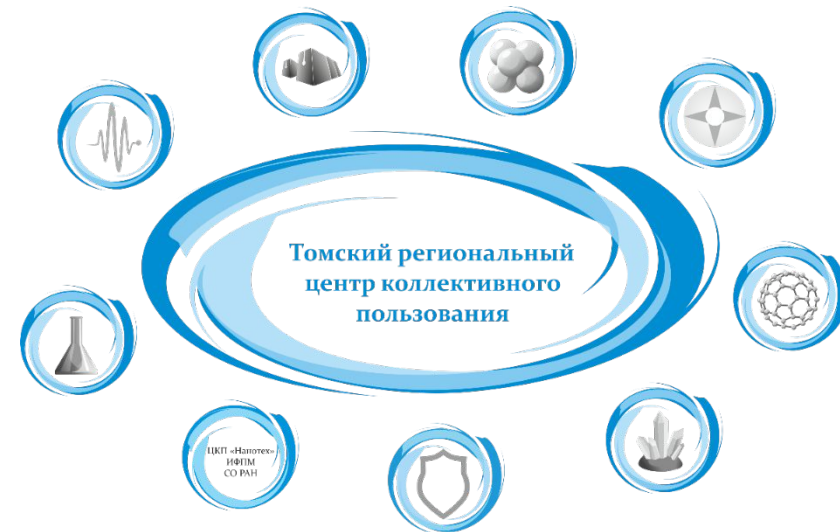 Томский региональный
центр коллективного
пользования
ЦКП «Нанотех»
ИФПМ
СО РАН